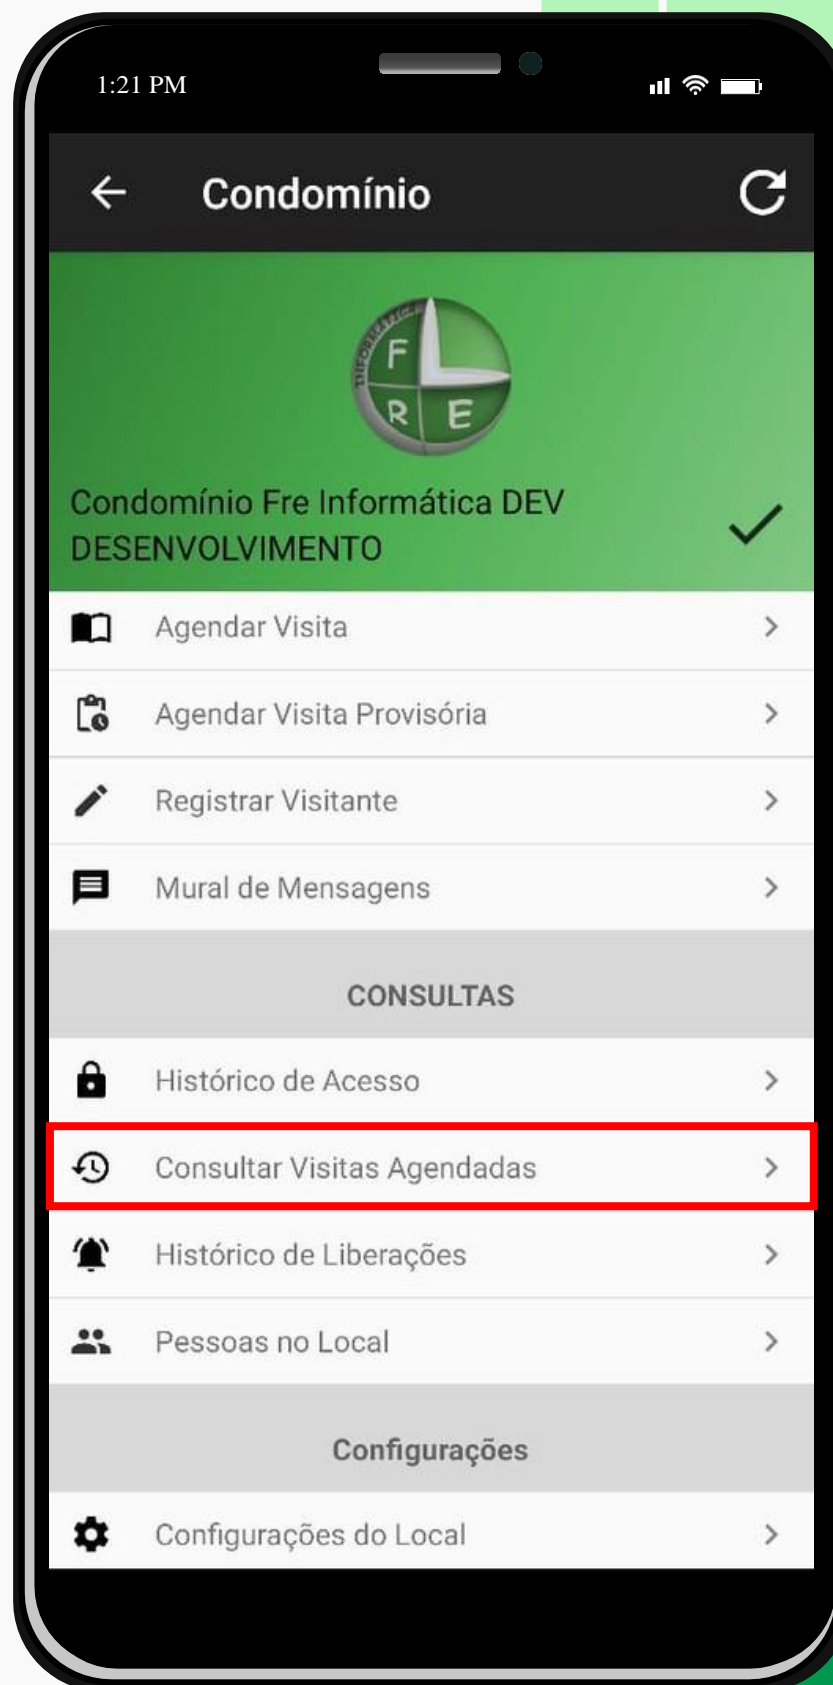 1:21 PM
Condomínio
INFORMÁTICA
F
R E
Condomínio Fre Informática DEV
DESENVOLVIMENTO
Agendar Visita
Agendar Visita Provisória
Registrar Visitante
Mural de Mensagens
CONSULTAS
Histórico de Acesso
Consultar Visitas Agendadas
Histórico de Liberações
Pessoas no Local
Configurações
Configurações do Local